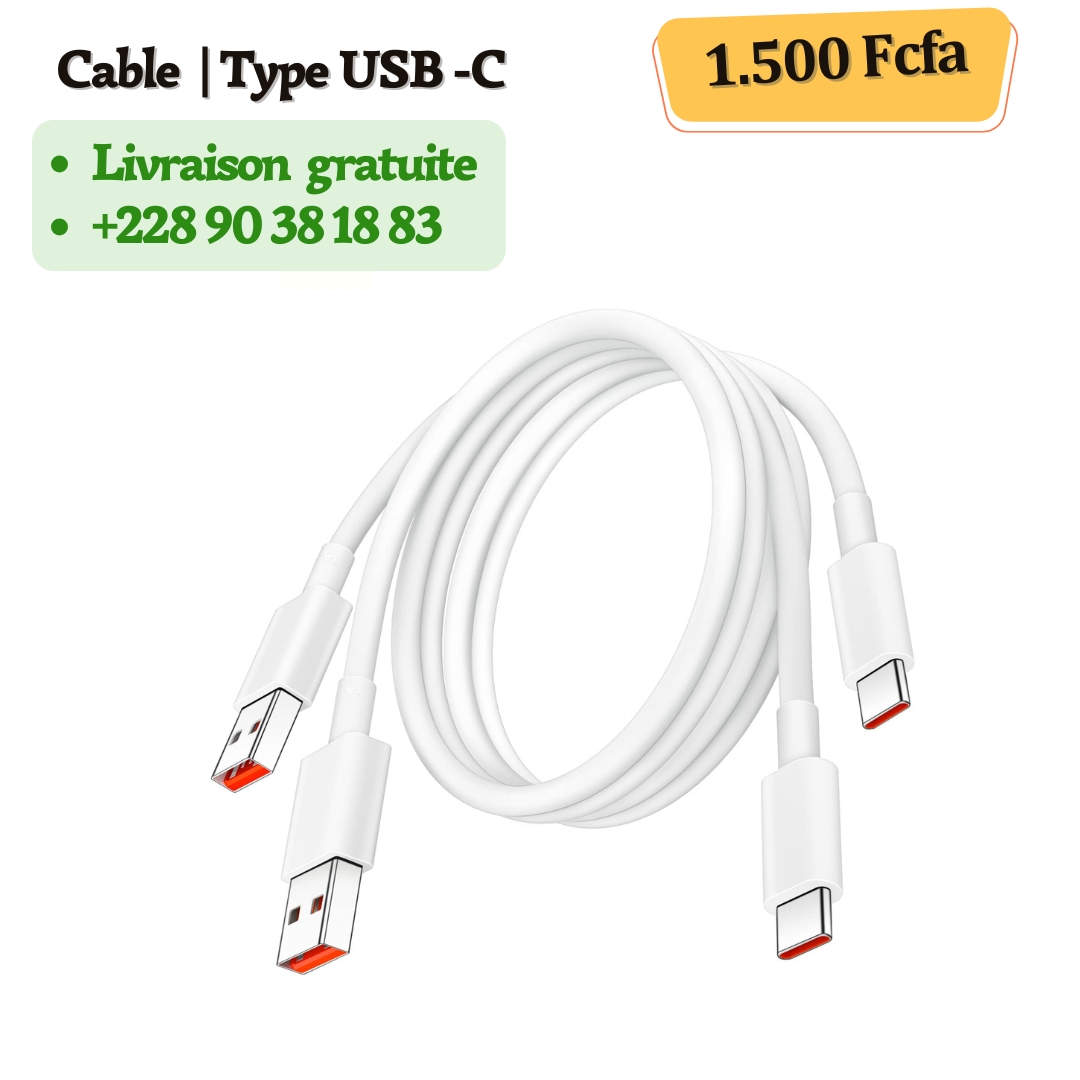 Cable | Type USB -C
1.500 Fcfa
• Livraison gratuite
• +228 90 38 18 83